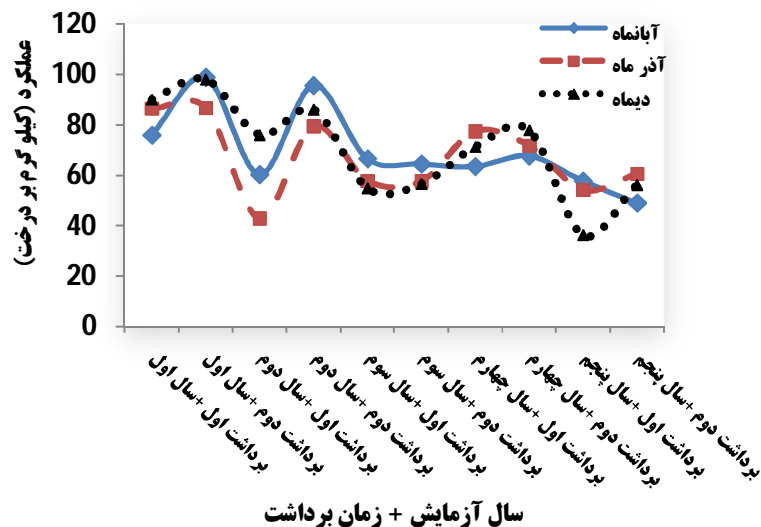 عملکرد (کیلو گرم بر درخت)
120
100
80
60
40
20
0
آبانماه
آذر ماه
دیماه
برداشت اول +سال اول
برداشت دوم +سال اول
برداشت اول +سال دوم
برداشت دوم +سال دوم
برداشت اول +سال سوم
برداشت دوم +سال سوم
برداشت اول +سال چهارم
برداشت دوم +سال چهارم
برداشت اول +سال پنجم
برداشت دوم +سال پنجم
سال آزمایش + زمان برداشت